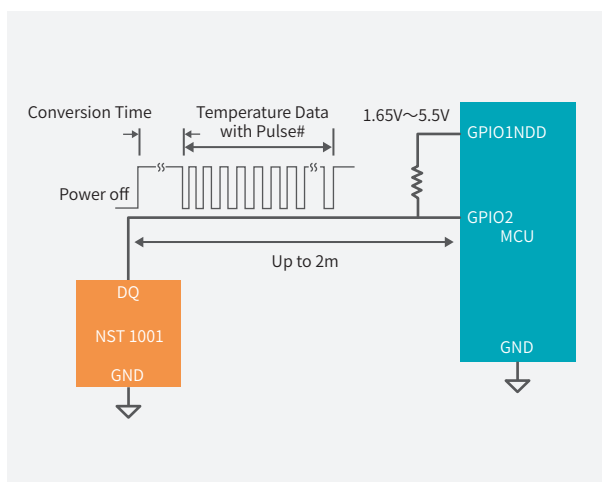 Conversion Time
Temperature Data
with Pulse#
1.65V～5.5V
GPIO1NDD
Power off
GPIO2
MCU
Up to 2m
DQ
NST 1001
GND
GND